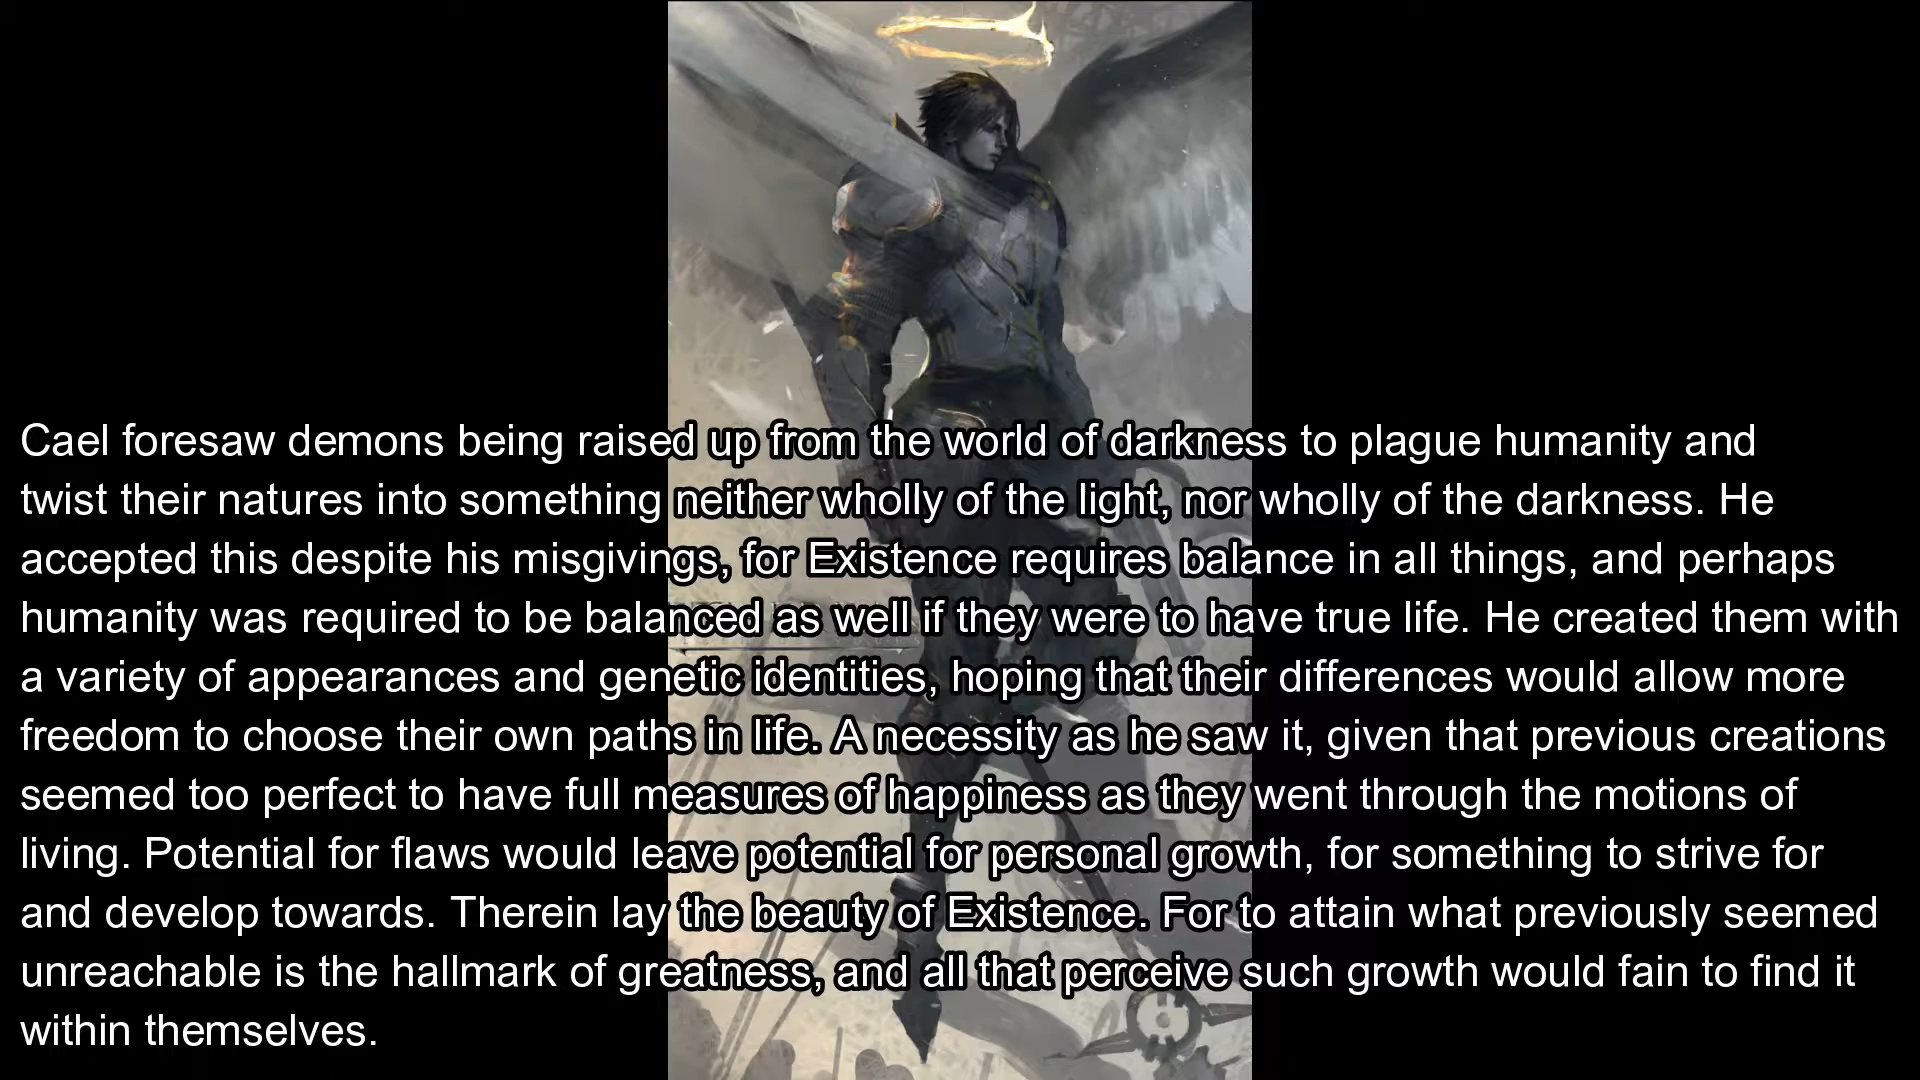 Cael foresaw demons being raised up from the world of darkness to plague humanity and
twist their natures into something neither wholly of the light, nor wholly of the darkness. He
accepted this despite his misgivings, for Existence requires balance in all things, and perhaps
humanity was required to be balanced as well if they were to have true life. He created them with
a variety of appearances and genetic identities, hoping that their differences would allow more
freedom to choose their own paths in life. A necessity as he saw it, given that previous creations
seemed too perfect to have full measures of happiness as they went through the motions of
living. Potential for flaws would leave potential for personal growth, for something to strive for
and develop towards. Therein lay the beauty of Existence. For to attain what previously seemed
unreachable is the hallmark of greatness, and all that perceive such growth would fain to find it
within themselves.